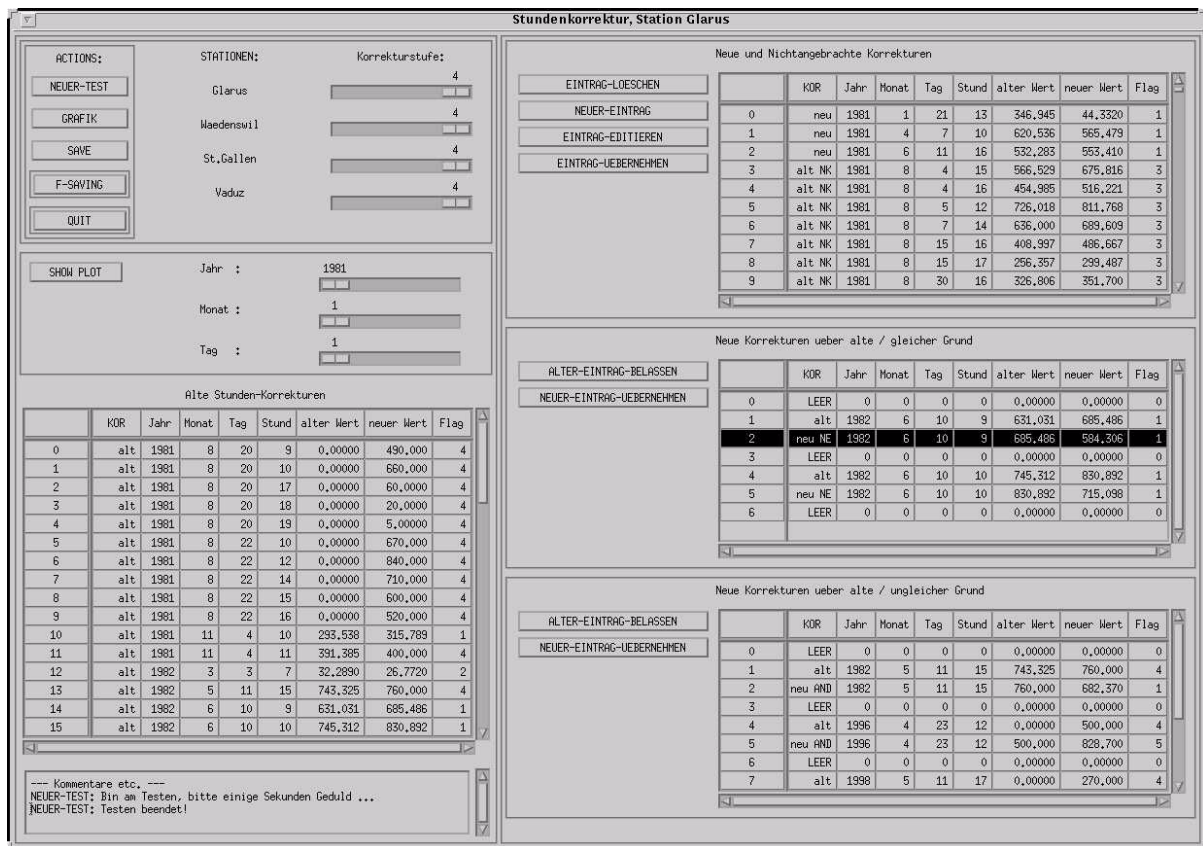 Stundenkorrektur, Station Glarus
ACTIONS:
NEUER-TEST
GRAFIK
SAVE
F-SAVING
QUIT
STATIONEN: Korrekturstufe:
Glarus 4
Waedenswil 4
St.Gallen 4
Vaduz 4
SHOW PLOT
Jahr : 1981
Monat : 1
Tag : 1
Alte Stunden-Korrekturen
KOR Jahr Monat Tag Stund alter Wert neuer Wert Flag
0 alt 1981 8 20 9 0.00000 490.000 4
1 alt 1981 8 20 10 0.00000 660.000 4
2 alt 1981 8 20 17 0.00000 60.0000 4
3 alt 1981 8 20 18 0.00000 20.0000 4
4 alt 1981 8 20 19 0.00000 5.00000 4
5 alt 1981 8 22 10 0.00000 670.000 4
6 alt 1981 8 22 12 0.00000 840.000 4
7 alt 1981 8 22 14 0.00000 710.000 4
8 alt 1981 8 22 15 0.00000 600.000 4
9 alt 1981 8 22 16 0.00000 520.000 4
10 alt 1981 11 4 10 293.538 315.789 1
11 alt 1981 11 4 11 391.385 400.000 4
12 alt 1982 3 3 7 32.2890 26.7720 2
13 alt 1982 5 11 15 743.325 760.000 4
14 alt 1982 6 10 9 631.031 685.486 1
15 alt 1982 6 10 10 745.312 830.892 1
--- Kommentare etc. ---
NEUER-TEST: Bin am Testen, bitte einige Sekunden Geduld ...
NEUER-TEST: Testen beendet!
Neue und Nichtangebrachte Korrekturen
EINTRAG-LOESCHEN
NEUER-EINTRAG
EINTRAG-EDITIEREN
EINTRAG-UEBERNEHMEN
KOR Jahr Monat Tag Stund alter Wert neuer Wert Flag
0 neu 1981 1 21 13 346.945 44.3320 1
1 neu 1981 4 7 10 620.536 565.479 1
2 neu 1981 6 11 16 532.283 553.410 1
3 alt NK 1981 8 4 15 566.529 675.816 3
4 alt NK 1981 8 4 16 454.985 516.221 3
5 alt NK 1981 8 5 12 726.018 811.768 3
6 alt NK 1981 8 7 14 636.000 689.609 3
7 alt NK 1981 8 15 16 408.997 486.667 3
8 alt NK 1981 8 15 17 256.357 299.487 3
9 alt NK 1981 8 30 16 326.806 351.700 3
Neue Korrekturen ueber alte / gleicher Grund
ALTER-EINTRAG-BELASSEN
NEUER-EINTRAG-UEBERNEHMEN
KOR Jahr Monat Tag Stund alter Wert neuer Wert Flag
0 LEER 0 0 0 0 0.00000 0.00000 0
1 alt 1982 6 10 9 631.031 685.486 1
2 neu NE 1982 6 10 9 685.486 584.306 1
3 LEER 0 0 0 0 0.00000 0.00000 0
4 alt 1982 6 10 10 745.312 830.892 1
5 neu NE 1982 6 10 10 830.892 715.098 1
6 LEER 0 0 0 0 0.00000 0.00000 0
Neue Korrekturen ueber alte / ungleicher Grund
ALTER-EINTRAG-BELASSEN
NEUER-EINTRAG-UEBERNEHMEN
KOR Jahr Monat Tag Stund alter Wert neuer Wert Flag
0 LEER 0 0 0 0 0.00000 0.00000 0
1 alt 1982 5 11 15 743.325 760.000 4
2 neu AND 1982 5 11 15 760.000 682.370 1
3 LEER 0 0 0 0 0.00000 0.00000 0
4 alt 1996 4 23 12 0.00000 500.000 4
5 neu AND 1996 4 23 12 500.000 828.700 5
6 LEER 0 0 0 0 0.00000 0.00000 0
7 alt 1998 5 11 17 0.00000 270.000 4